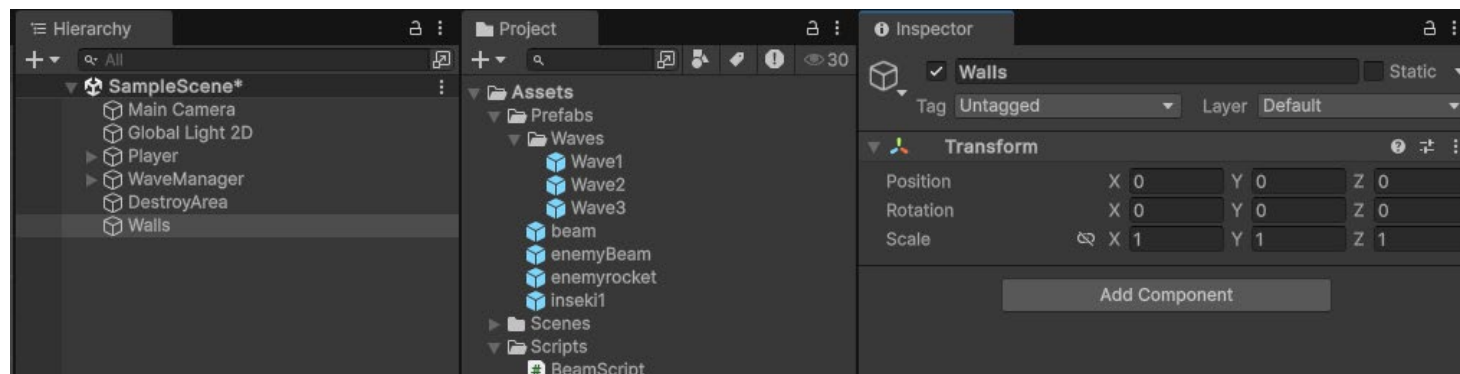 Hierarchy
All
SampleScene*
Main Camera
Global Light 2D
Player
WaveManager
DestroyArea
Walls
Project
30
Assets
Prefabs
Waves
Wave1
Wave2
Wave3
beam
enemyBeam
enemyrocket
inseki1
Scenes
Scripts
BeamScript
Inspector
Walls Static
Tag Untagged Layer Default
Transform
Position X 0 Y 0 Z 0
Rotation X 0 Y 0 Z 0
Scale X 1 Y 1 Z 1
Add Component